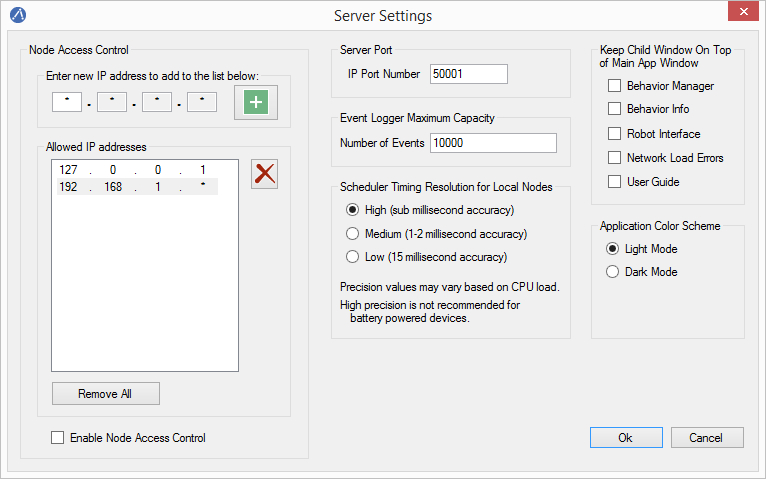 Server Settings
Node Access Control
Enter new IP address to add to the list below:
* . * . * . *
Allowed IP addresses
127 . 0 . 0 . 1
192 . 168 . 1 . *
Remove All
Enable Node Access Control
Server Port
IP Port Number 50001
Event Logger Maximum Capacity
Number of Events 10000
Scheduler Timing Resolution for Local Nodes
High (sub millisecond accuracy)
Medium (1-2 millisecond accuracy)
Low (15 millisecond accuracy)
Precision values may vary based on CPU load.
High precision is not recommended for
battery powered devices.
Keep Child Window On Top
of Main App Window
Behavior Manager
Behavior Info
Robot Interface
Network Load Errors
User Guide
Application Color Scheme
Light Mode
Dark Mode
Ok
Cancel